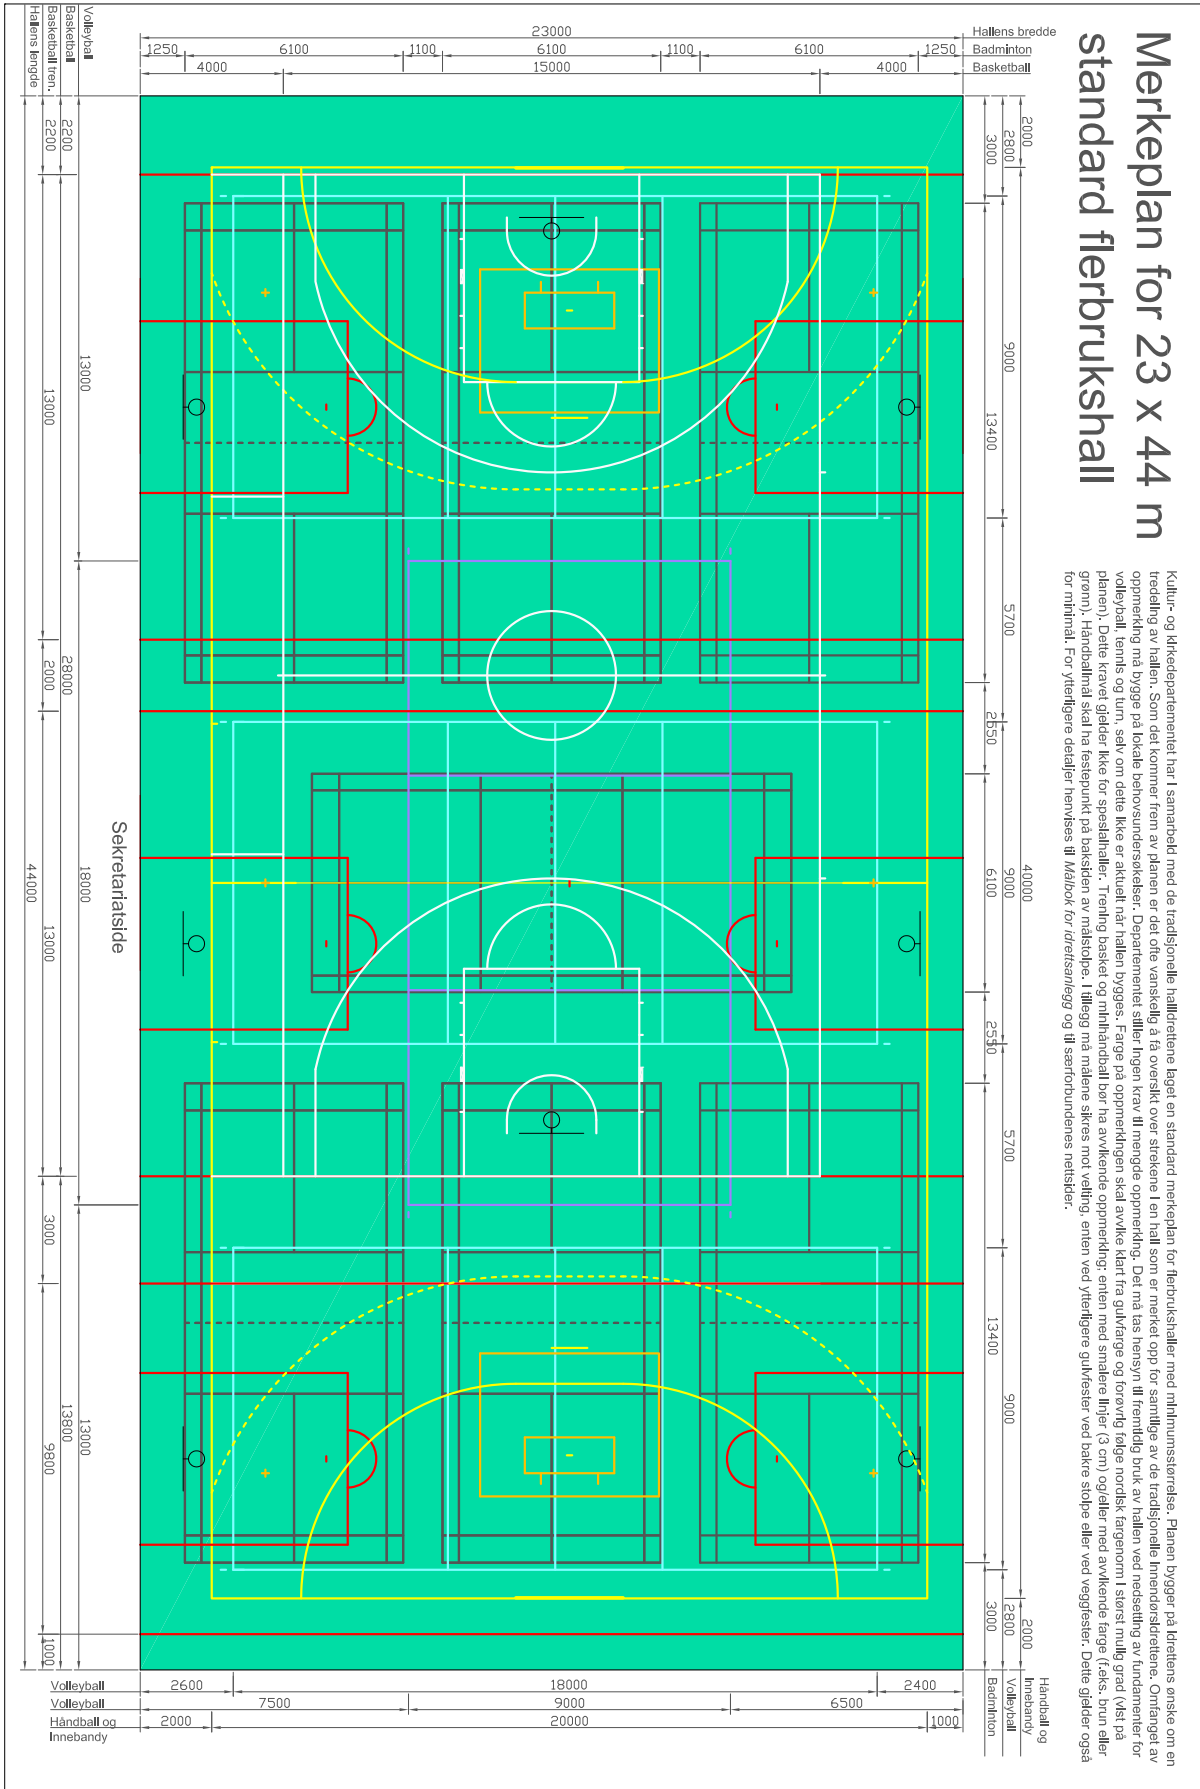 Merkeplan for 23 x 44 m
standard flerbrukshall
Kultur- og kirkedepartementet har i samarbeid med de tradisjonelle hallidrettene laget en standard merkeplan for flerbrukshaller med minimumsstørrelse. Planen bygger på idrettens ønske om en
tredeling av hallen. Som det kommer frem av planen er det ofte vanskelig å få oversikt over strekene i en hall som er merket opp for samtlige av de tradisjonelle innendørsidrettene. Omfanget av
oppmerking må bygge på lokale behovsundersøkelser. Departementet stiller ingen krav til mengde oppmerking. Det må tas hensyn til fremtidig bruk av hallen ved nedsetting av fundamenter for
volleyball, tennis og turn, selv om dette ikke er aktuelt når hallen bygges. Farge på oppmerkingen skal avvike klart fra gulvfarge og forøvrig følge nordisk fargenorm i størst mulig grad (vist på
planen). Dette kravet gjelder ikke for spesialhaller. Trening basket og minihåndball bør ha avvikende oppmerking; enten med smalere linjer (3 cm) og/eller med avvikende farge (f.eks. brun eller
grønn). Håndballmål skal ha festepunkt på baksiden av målstolpe. I tillegg må målene sikres mot velting, enten ved ytterligere gulvfester ved bakre stolpe eller ved veggfester. Dette gjelder også
for minimål. For ytterligere detaljer henvises til Målbok for idrettsanlegg og til særforbundenes nettsider.
Hallens bredde
Badminton
Basketball
23000
1250 6100 1100 6100 1100 6100 1250
4000 15000 4000
2000 40000 2000
2800 9000 5700 9000 5700 9000 2800
3000 13400 2550 6100 2550 13400 3000
Håndball og
Innebandy
Volleyball
Badminton
Sekretariatside
Volleyball
Basketball
Basketball tren.
Hallens lengde
13000 18000 13000
2200 28000 13800
2200 13000 2000 13000 3000 9800 1000
44000
Volleyball
Volleyball
Håndball og
Innebandy
2600 18000 2400
7500 9000 6500
2000 20000 1000